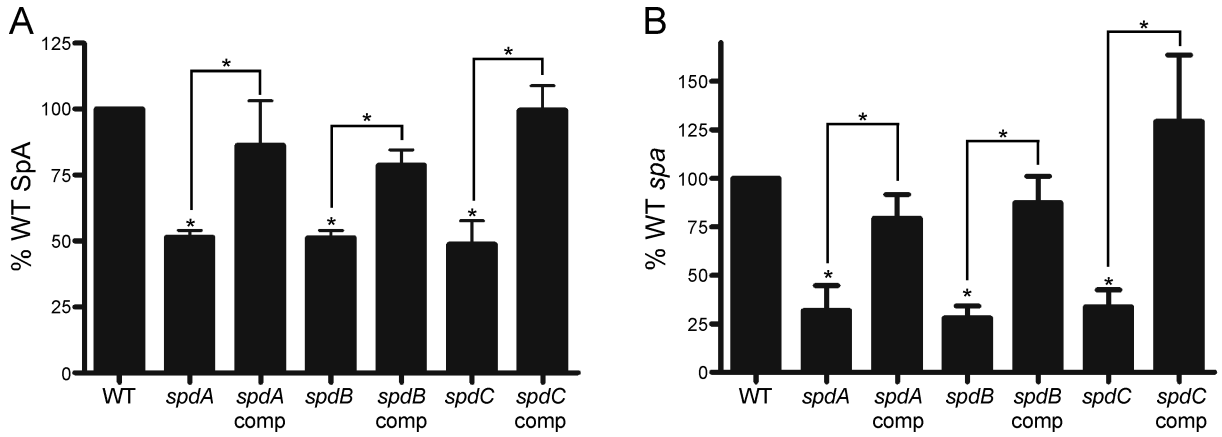 A
% WT SpA
125
100
75
50
25
0
*
*
*
*
*
*
WT
spdA
spdA comp
spdB
spdB comp
spdC
spdC comp
B
% WT spa
150
125
100
75
50
25
0
*
*
*
*
*
*
WT
spdA
spdA comp
spdB
spdB comp
spdC
spdC comp